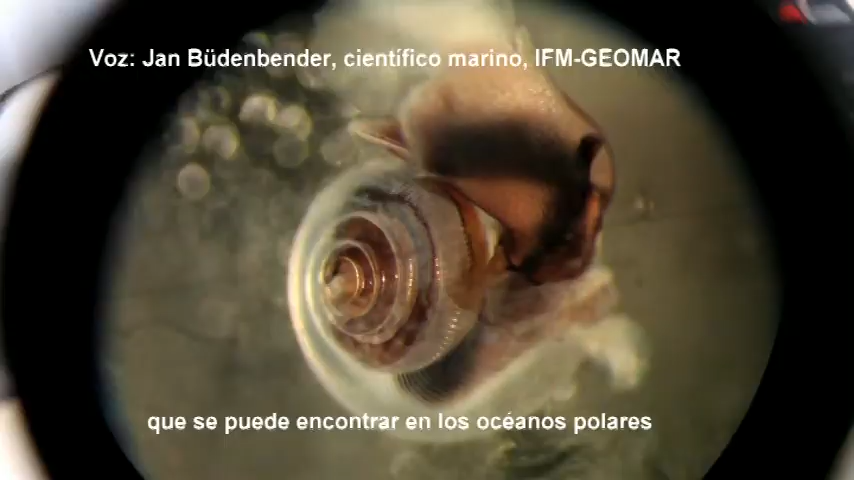 Voz: Jan Büdenbender, científico marino, IFM-GEOMAR
que se puede encontrar en los océanos polares